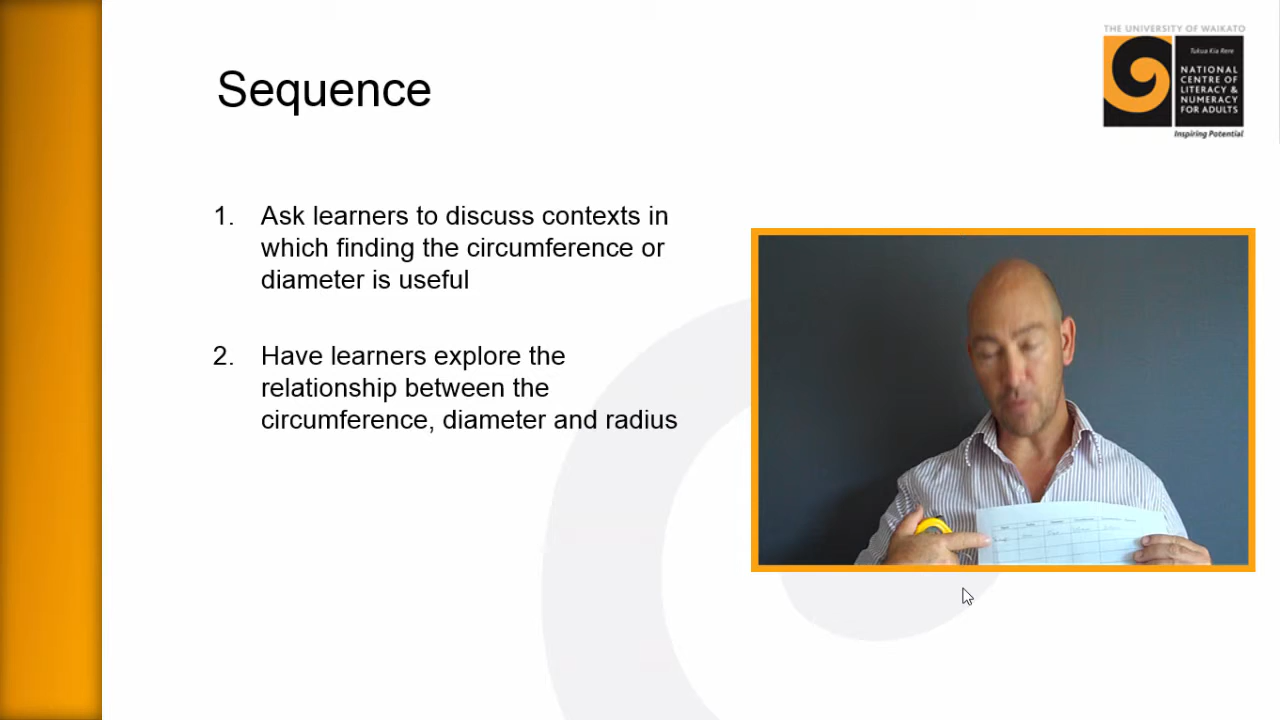 THE UNIVERSITY OF WAIKATO
Tukua Kia Rere
NATIONAL
CENTRE OF
LITERACY &
NUMERACY
FOR ADULTS
Inspiring Potential
Sequence
1. Ask learners to discuss contexts in
which finding the circumference or
diameter is useful
2. Have learners explore the
relationship between the
circumference, diameter and radius